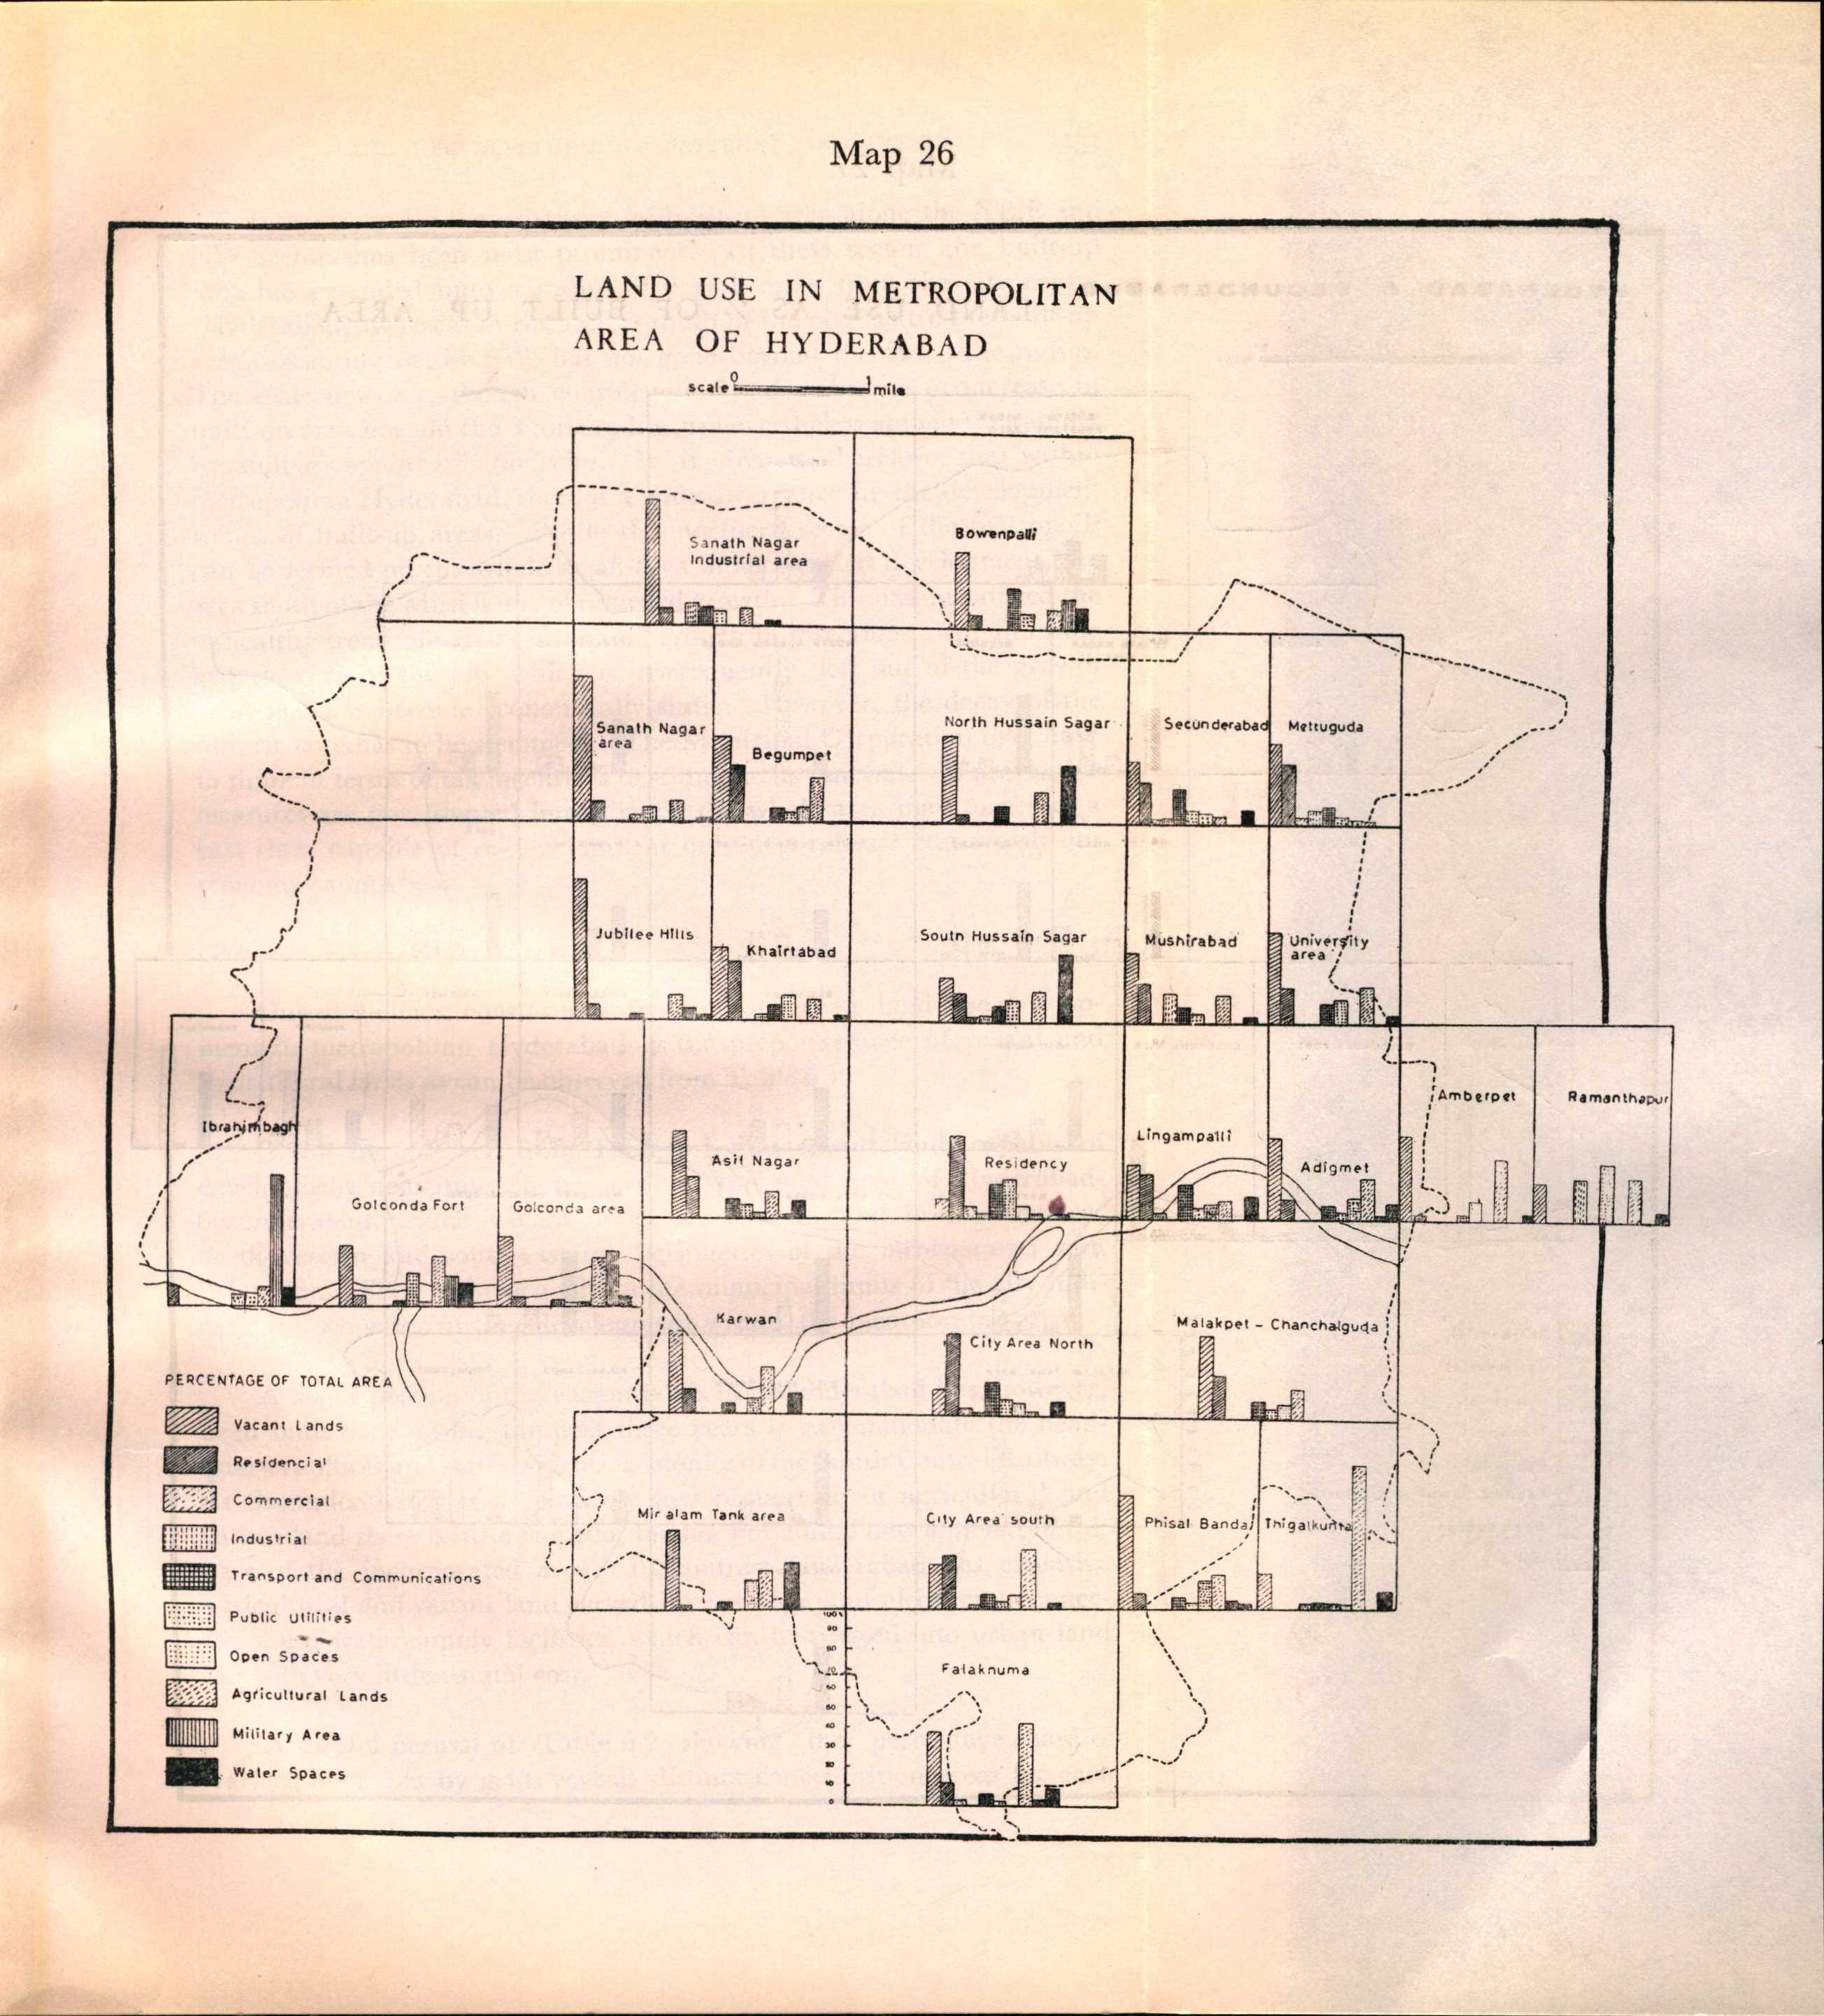 Map 26
LAND USE IN METROPOLITAN
AREA OF HYDERABAD
scale 0 1 mile
Sanath Nagar
Industrial area
Bowenpalli
Sanath Nagar
area
Begumpet
North Hussain Sagar
Secunderabad
Mettuguda
Jubilee Hills
Khairtabad
South Hussain Sagar
Mushirabad
University
area
Ibrahimbagh
Golconda Fort
Golconda area
Asif Nagar
Residency
Lingampalli
Adigmet
Amberpet
Ramanthapur
Karwan
City Area North
Malakpet - Chanchalguda
Mir alam Tank area
City Area south
Phisal Banda
Thigalkunta
Falaknuma
100
90
80
70
60
50
40
30
20
10
0
PERCENTAGE OF TOTAL AREA
Vacant Lands
Residencial
Commercial
Industrial
Transport and Communications
Public Utilities
Open Spaces
Agricultural Lands
Military Area
Water Spaces